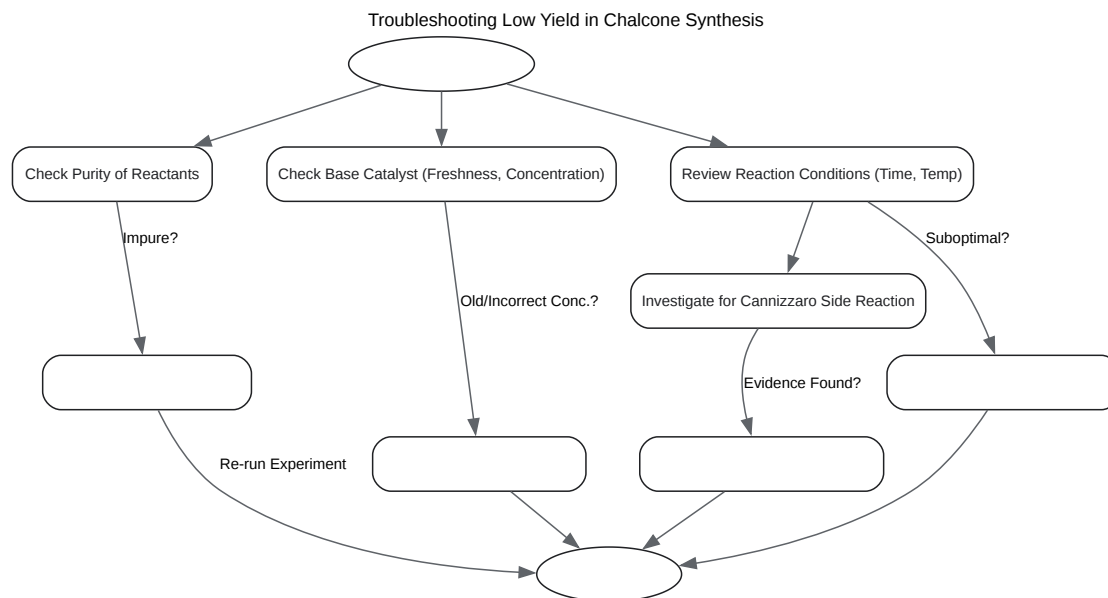 Troubleshooting Low Yield in Chalcone Synthesis
Check Purity of Reactants
Check Base Catalyst (Freshness, Concentration)
Review Reaction Conditions (Time, Temp)
Impure?
Suboptimal?
Old/Incorrect Conc.?
Investigate for Cannizzaro Side Reaction
Evidence Found?
Re-run Experiment